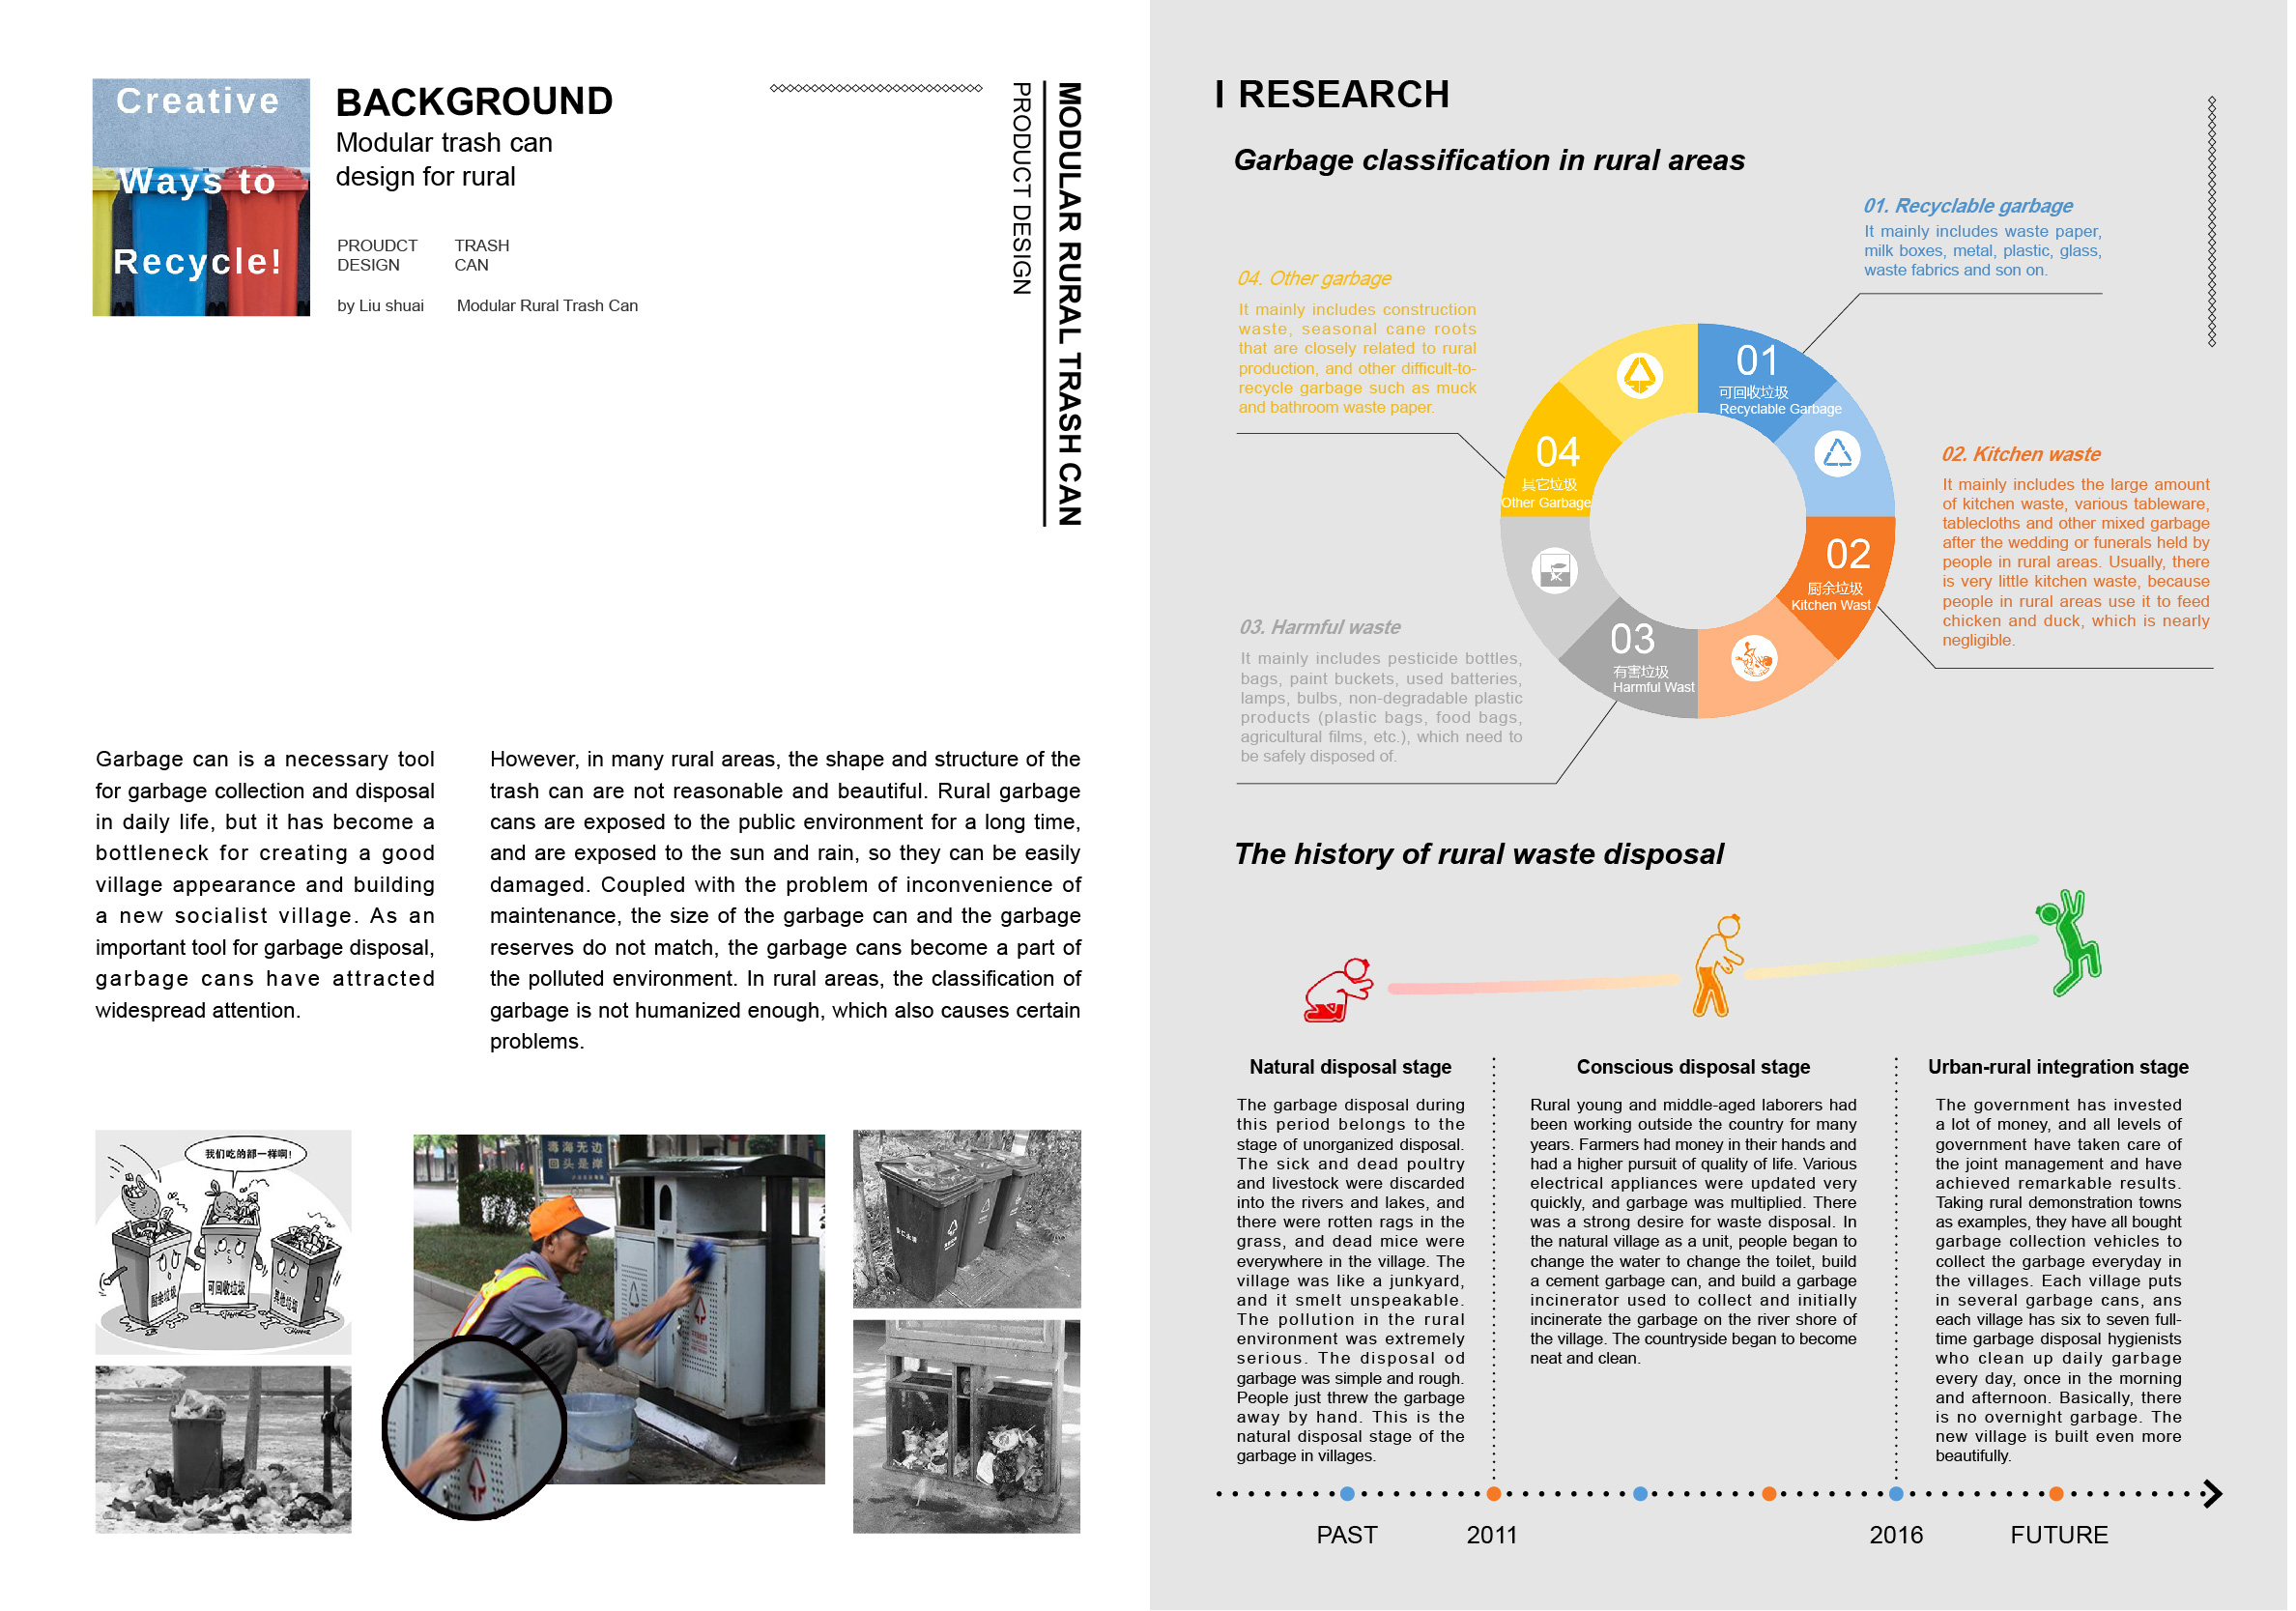 Creative
Ways to
Recycle!
BACKGROUND
Modular trash can
design for rural
PROUDCT
DESIGN
TRASH
CAN
by Liu shuai
Modular Rural Trash Can
PRODUCT DESIGN
MODULAR RURAL TRASH CAN
Garbage can is a necessary tool
for garbage collection and disposal
in daily life, but it has become a
bottleneck for creating a good
village appearance and building
a new socialist village. As an
important tool for garbage disposal,
garbage cans have attracted
widespread attention.
However, in many rural areas, the shape and structure of the
trash can are not reasonable and beautiful. Rural garbage
cans are exposed to the public environment for a long time,
and are exposed to the sun and rain, so they can be easily
damaged. Coupled with the problem of inconvenience of
maintenance, the size of the garbage can and the garbage
reserves do not match, the garbage cans become a part of
the polluted environment. In rural areas, the classification of
garbage is not humanized enough, which also causes certain
problems.
我们吃的都一样啊!
厨余垃圾
可回收垃圾
其他垃圾
毒海无边
回头是岸
I RESEARCH
Garbage classification in rural areas
01. Recyclable garbage
It mainly includes waste paper,
milk boxes, metal, plastic, glass,
waste fabrics and son on.
04. Other garbage
It mainly includes construction
waste, seasonal cane roots
that are closely related to rural
production, and other difficult-to-
recycle garbage such as muck
and bathroom waste paper.
01
可回收垃圾
Recyclable Garbage
04
其它垃圾
Other Garbage
02
厨余垃圾
Kitchen Wast
03
有害垃圾
Harmful Wast
02. Kitchen waste
It mainly includes the large amount
of kitchen waste, various tableware,
tablecloths and other mixed garbage
after the wedding or funerals held by
people in rural areas. Usually, there
is very little kitchen waste, because
people in rural areas use it to feed
chicken and duck, which is nearly
negligible.
03. Harmful waste
It mainly includes pesticide bottles,
bags, paint buckets, used batteries,
lamps, bulbs, non-degradable plastic
products (plastic bags, food bags,
agricultural films, etc.), which need to
be safely disposed of.
The history of rural waste disposal
Natural disposal stage
The garbage disposal during
this period belongs to the
stage of unorganized disposal.
The sick and dead poultry
and livestock were discarded
into the rivers and lakes, and
there were rotten rags in the
grass, and dead mice were
everywhere in the village. The
village was like a junkyard,
and it smelt unspeakable.
The pollution in the rural
environment was extremely
serious. The disposal od
garbage was simple and rough.
People just threw the garbage
away by hand. This is the
natural disposal stage of the
garbage in villages.
Conscious disposal stage
Rural young and middle-aged laborers had
been working outside the country for many
years. Farmers had money in their hands and
had a higher pursuit of quality of life. Various
electrical appliances were updated very
quickly, and garbage was multiplied. There
was a strong desire for waste disposal. In
the natural village as a unit, people began to
change the water to change the toilet, build
a cement garbage can, and build a garbage
incinerator used to collect and initially
incinerate the garbage on the river shore of
the village. The countryside began to become
neat and clean.
Urban-rural integration stage
The government has invested
a lot of money, and all levels of
government have taken care of
the joint management and have
achieved remarkable results.
Taking rural demonstration towns
as examples, they have all bought
garbage collection vehicles to
collect the garbage everyday in
the villages. Each village puts
in several garbage cans, ans
each village has six to seven full-
time garbage disposal hygienists
who clean up daily garbage
every day, once in the morning
and afternoon. Basically, there
is no overnight garbage. The
new village is built even more
beautifully.
PAST
2011
2016
FUTURE